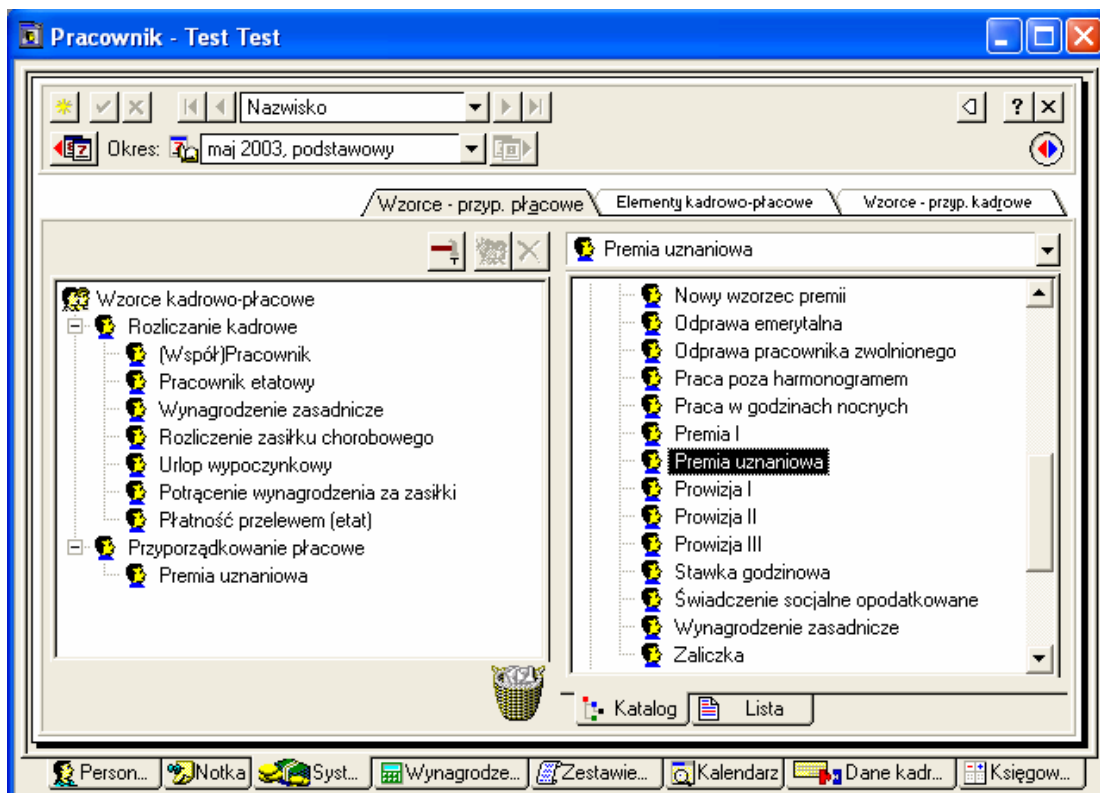 Pracownik - Test Test
Nazwisko
?
Okres: maj 2003, podstawowy
Wzorce - przyp. płacowe
Elementy kadrowo-płacowe
Wzorce - przyp. kadrowe
Premia uznaniowa
Wzorce kadrowo-płacowe
Rozliczanie kadrowe
(Współ)Pracownik
Pracownik etatowy
Wynagrodzenie zasadnicze
Rozliczenie zasiłku chorobowego
Urlop wypoczynkowy
Potrącenie wynagrodzenia za zasiłki
Płatność przelewem (etat)
Przyporządkowanie płacowe
Premia uznaniowa
Nowy wzorzec premii
Odprawa emerytalna
Odprawa pracownika zwolnionego
Praca poza harmonogramem
Praca w godzinach nocnych
Premia I
Premia uznaniowa
Prowizja I
Prowizja II
Prowizja III
Stawka godzinowa
Świadczenie socjalne opodatkowane
Wynagrodzenie zasadnicze
Zaliczka
Katalog
Lista
Person...
Notka
Syst...
Wynagrodze...
Zestawie...
Kalendarz
Dane kadr...
Księgow...